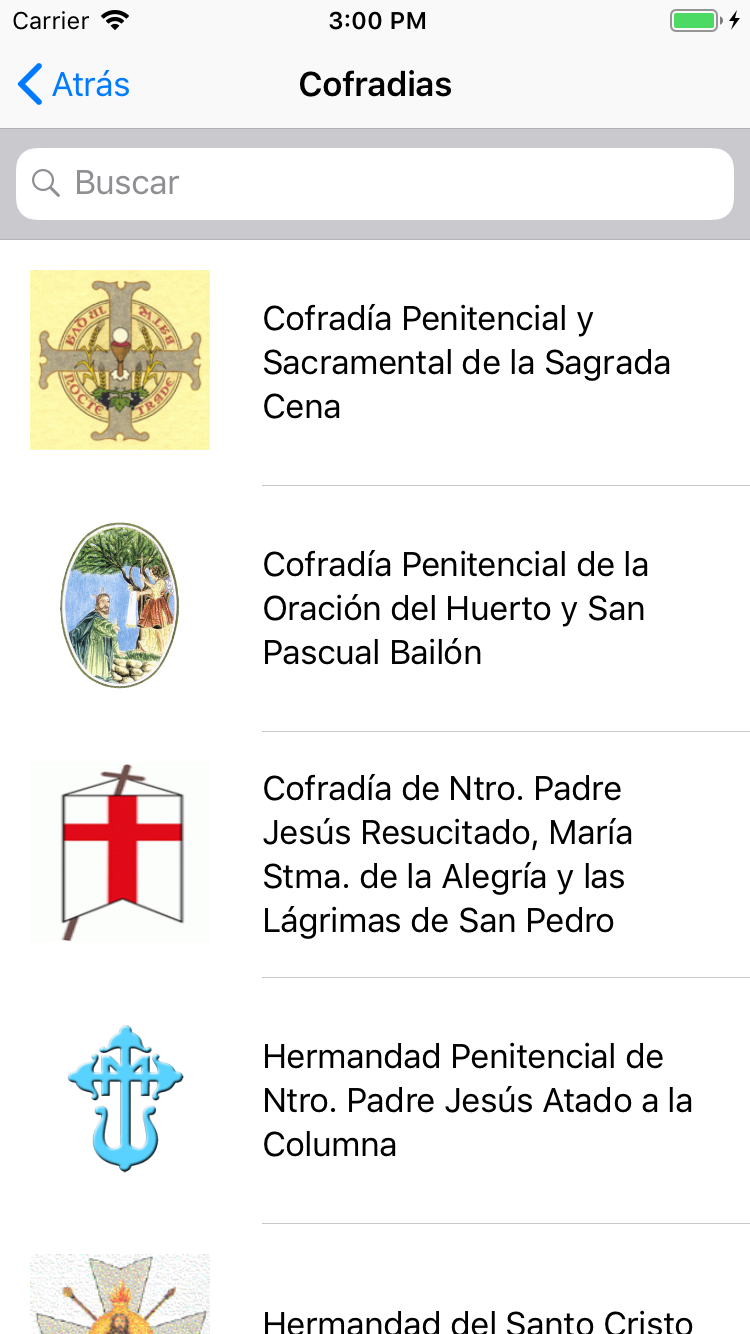 Carrier
3:00 PM
Atrás
Cofradias
Buscar
Cofradía Penitencial y
Sacramental de la Sagrada
Cena
NOCTE
TRADE
Cofradía Penitencial de la
Oración del Huerto y San
Pascual Bailón
Cofradía de Ntro. Padre
Jesús Resucitado, María
Stma. de la Alegría y las
Lágrimas de San Pedro
Hermandad Penitencial de
Ntro. Padre Jesús Atado a la
Columna
Hermandad del Santo Cristo